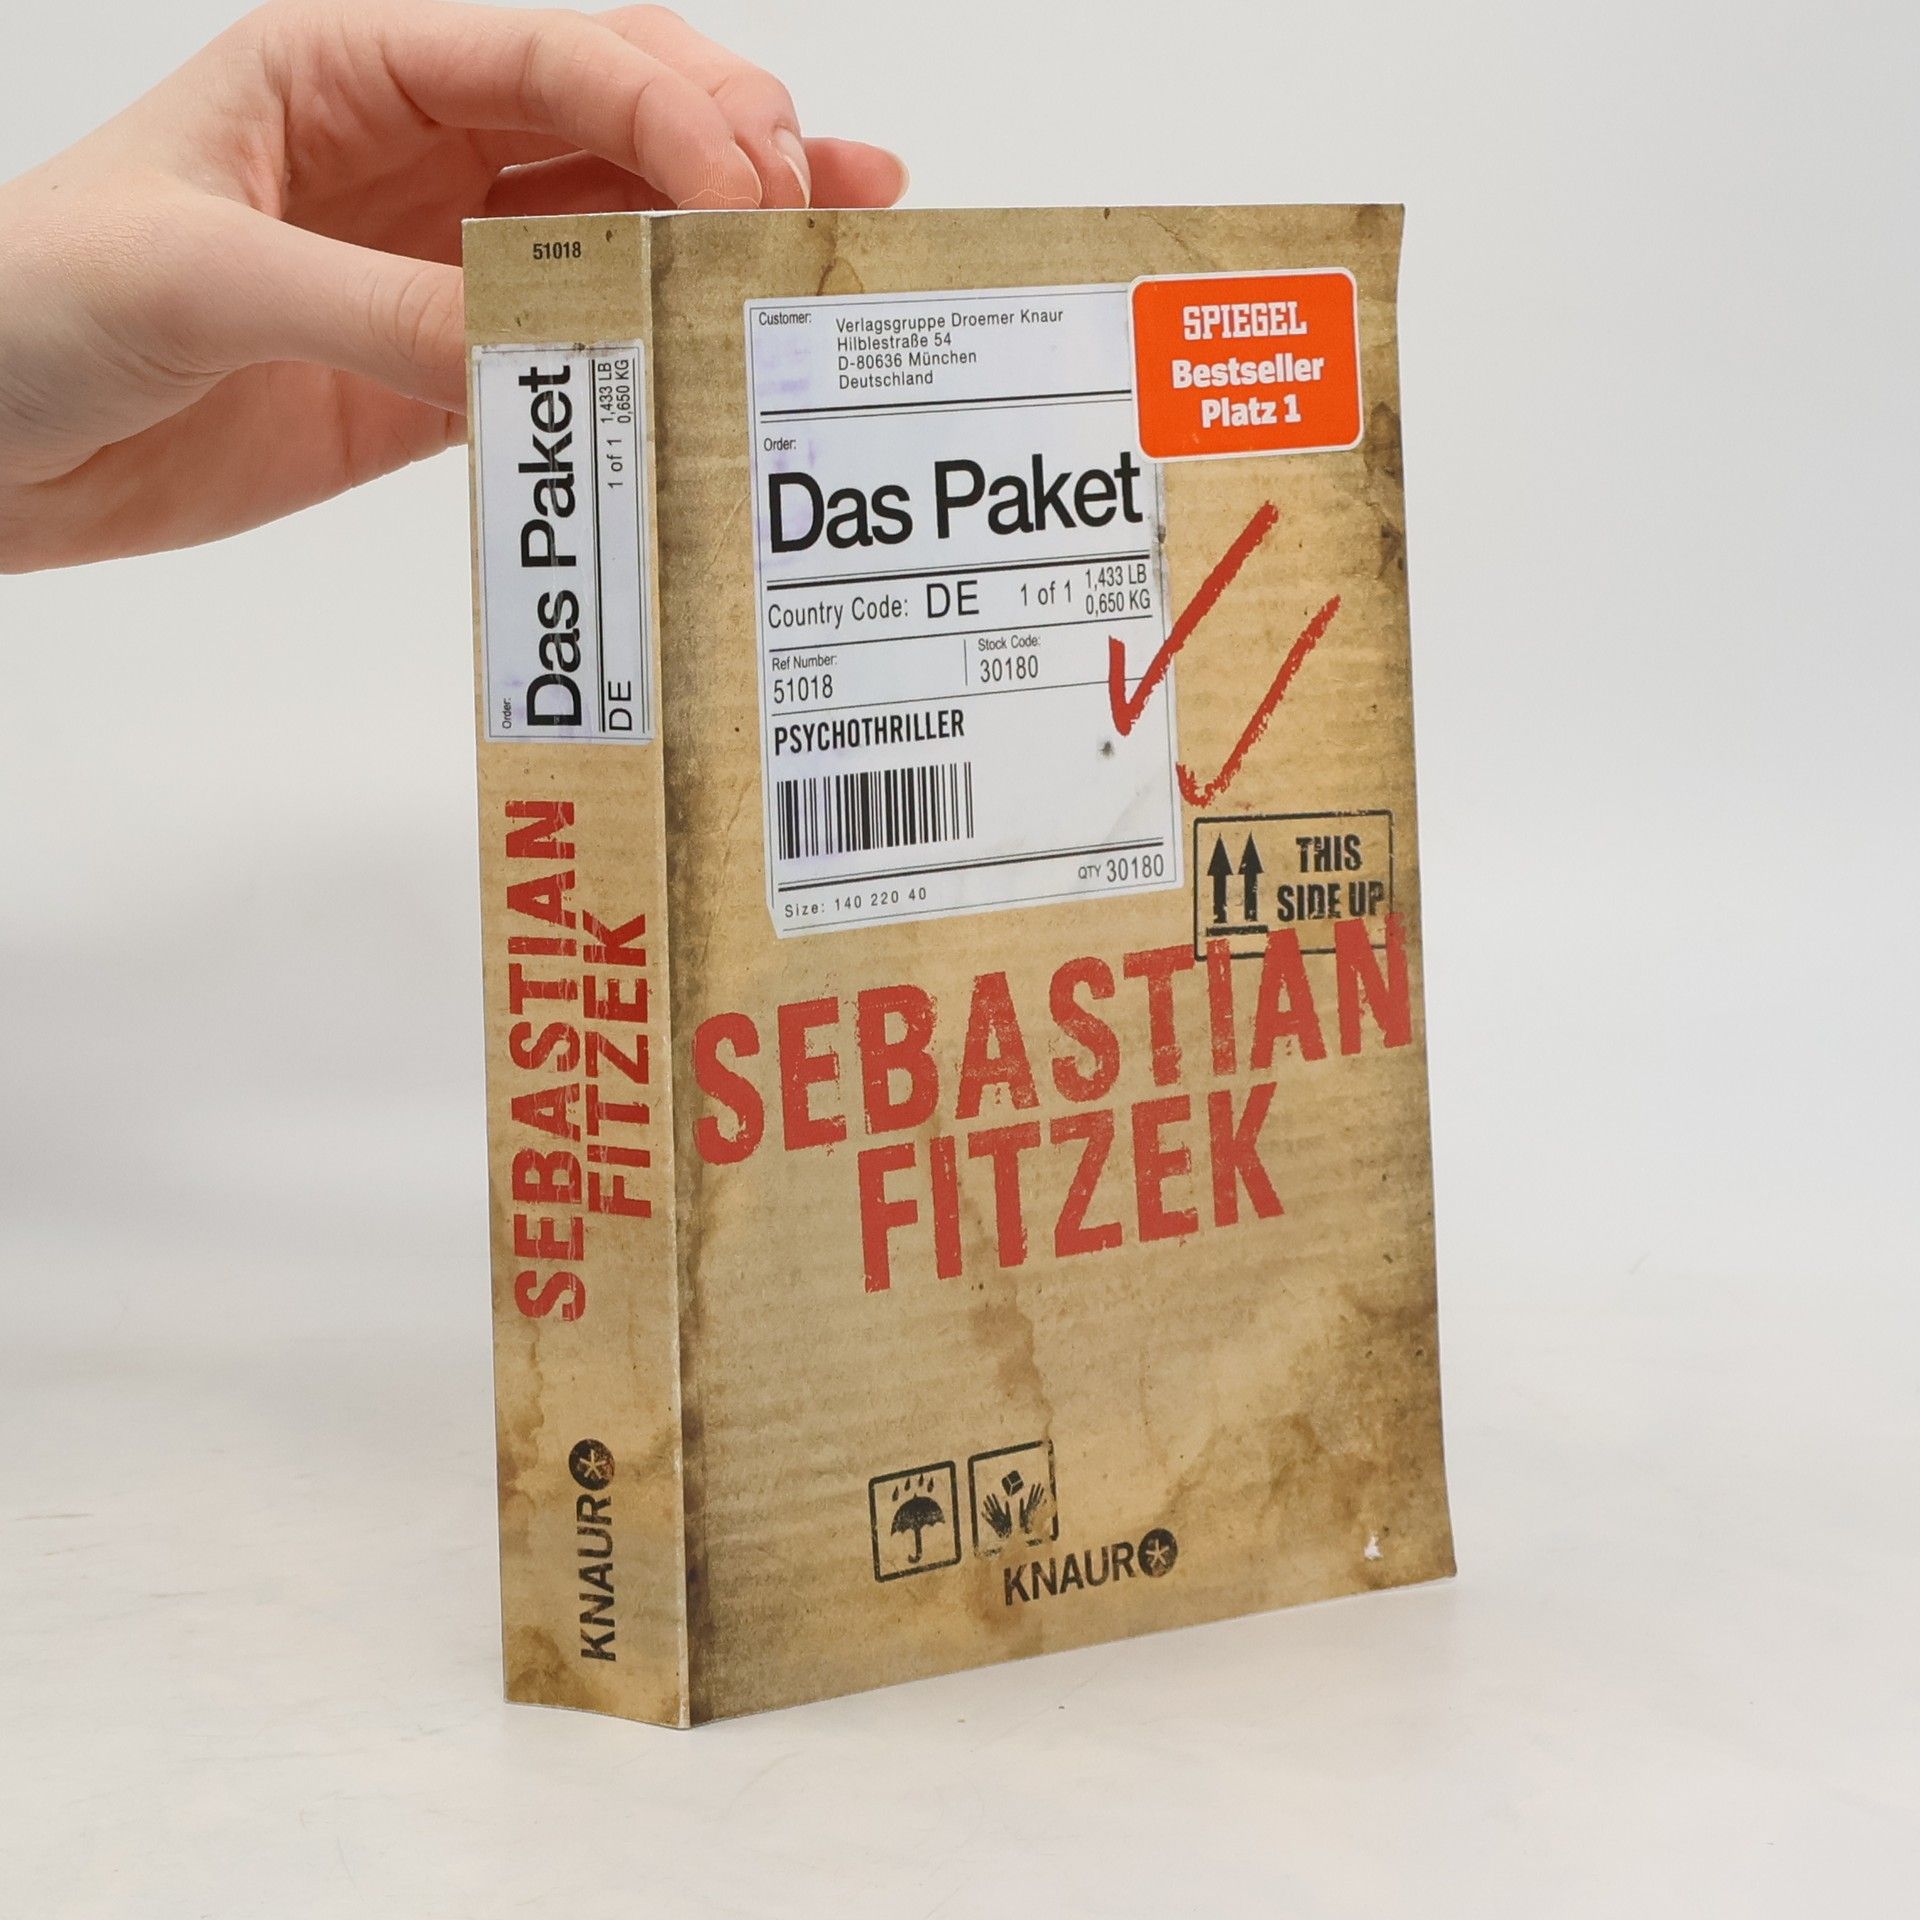 51018
Order:
Das Paket
DE
1 of 1
1,433 LB
0,650 KG
SEBASTIAN
FITZEK
KNAUR
Customer:
Verlagsgruppe Droemer Knaur
Hilblestraße 54
D-80636 München
Deutschland
SPIEGEL
Bestseller
Platz 1
Order:
Das Paket
Country Code: DE 1 of 1 1,433 LB
0,650 KG
Ref Number:
51018
Stock Code:
30180
PSYCHOTHRILLER
QTY 30180
Size: 140 220 40
THIS
SIDE UP
SEBASTIAN
FITZEK
KNAUR